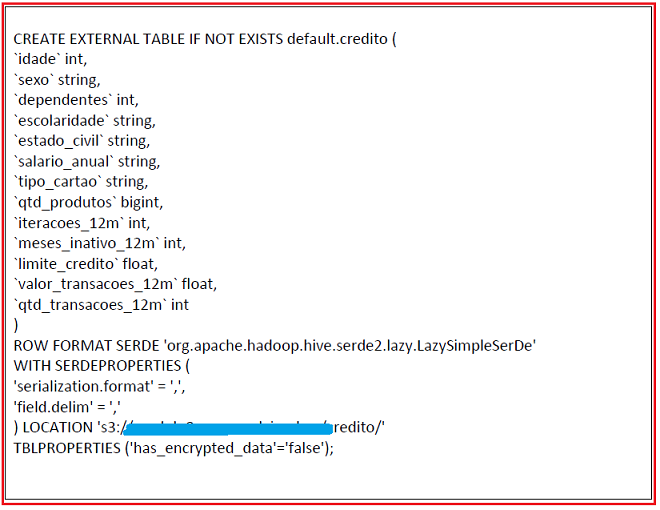 CREATE EXTERNAL TABLE IF NOT EXISTS default.credito (
`idade` int,
`sexo` string,
`dependentes` int,
`escolaridade` string,
`estado_civil` string,
`salario_anual` string,
`tipo_cartao` string,
`qtd_produtos` bigint,
`iteracoes_12m` int,
`meses_inativo_12m` int,
`limite_credito` float,
`valor_transacoes_12m` float,
`qtd_transacoes_12m` int
)
ROW FORMAT SERDE 'org.apache.hadoop.hive.serde2.lazy.LazySimpleSerDe'
WITH SERDEPROPERTIES (
'serialization.format' = ',',
'field.delim' = ','
) LOCATION 's3:/ redito/'
TBLPROPERTIES ('has_encrypted_data'='false');